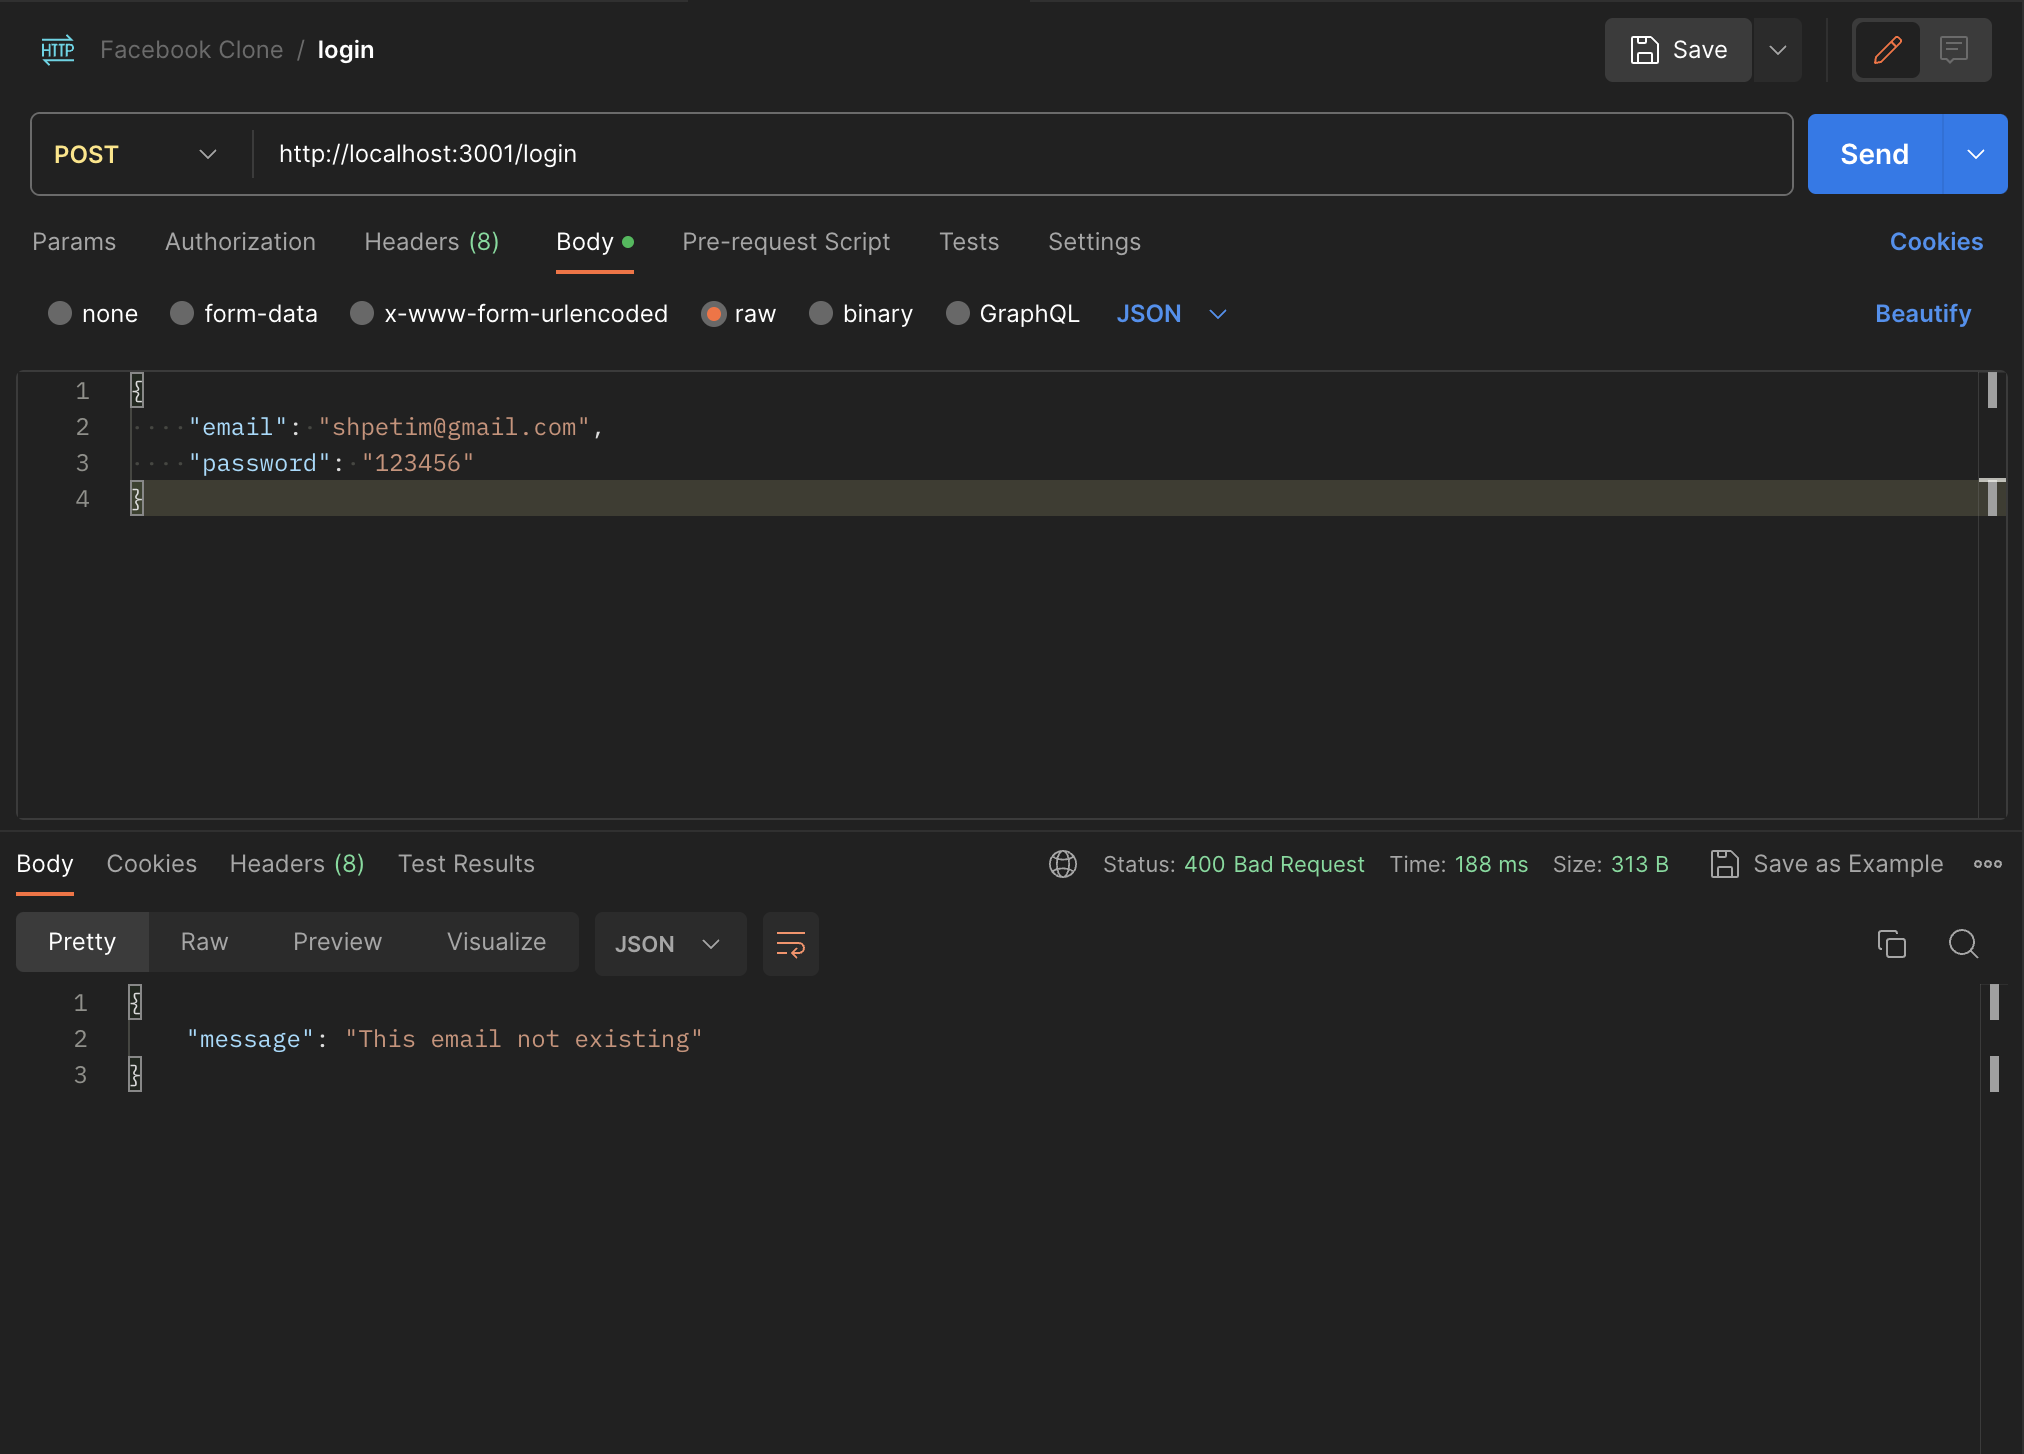 HTTP Facebook Clone / login Save
POST http://localhost:3001/login Send
Params Authorization Headers (8) Body Pre-request Script Tests Settings Cookies
none form-data x-www-form-urlencoded raw binary GraphQL JSON Beautify
1 {
2 "email": "shpetim@gmail.com",
3 "password": "123456"
4 }
Body Cookies Headers (8) Test Results Status: 400 Bad Request Time: 188 ms Size: 313 B Save as Example
Pretty Raw Preview Visualize JSON
1 {
2 "message": "This email not existing"
3 }